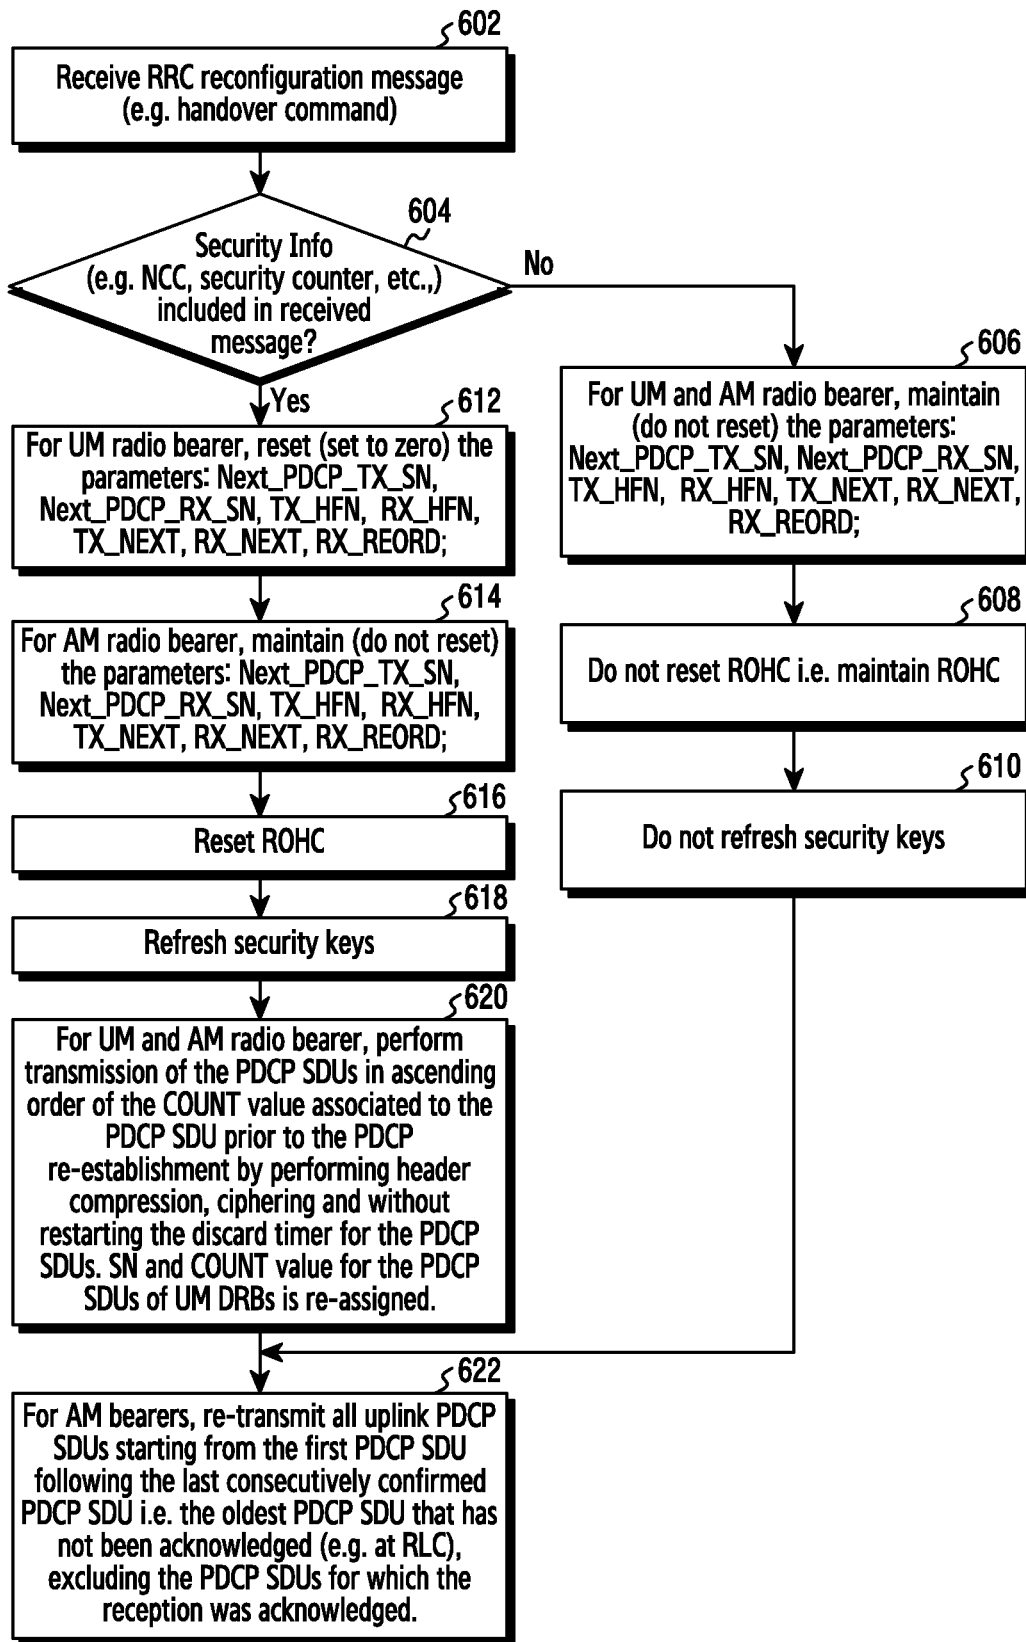 602
Receive RRC reconfiguration message
(e.g. handover command)
604
Security Info
(e.g. NCC, security counter, etc.,)
included in received
message?
No
Yes
606
For UM and AM radio bearer, maintain
(do not reset) the parameters:
Next_PDCP_TX_SN, Next_PDCP_RX_SN,
TX_HFN, RX_HFN, TX_NEXT, RX_NEXT,
RX_REORD;
608
Do not reset ROHC i.e. maintain ROHC
610
Do not refresh security keys
612
For UM radio bearer, reset (set to zero) the
parameters: Next_PDCP_TX_SN,
Next_PDCP_RX_SN, TX_HFN, RX_HFN,
TX_NEXT, RX_NEXT, RX_REORD;
614
For AM radio bearer, maintain (do not reset)
the parameters: Next_PDCP_TX_SN,
Next_PDCP_RX_SN, TX_HFN, RX_HFN,
TX_NEXT, RX_NEXT, RX_REORD;
616
Reset ROHC
618
Refresh security keys
620
For UM and AM radio bearer, perform
transmission of the PDCP SDUs in ascending
order of the COUNT value associated to the
PDCP SDU prior to the PDCP
re-establishment by performing header
compression, ciphering and without
restarting the discard timer for the PDCP
SDUs. SN and COUNT value for the PDCP
SDUs of UM DRBs is re-assigned.
622
For AM bearers, re-transmit all uplink PDCP
SDUs starting from the first PDCP SDU
following the last consecutively confirmed
PDCP SDU i.e. the oldest PDCP SDU that has
not been acknowledged (e.g. at RLC),
excluding the PDCP SDUs for which the
reception was acknowledged.